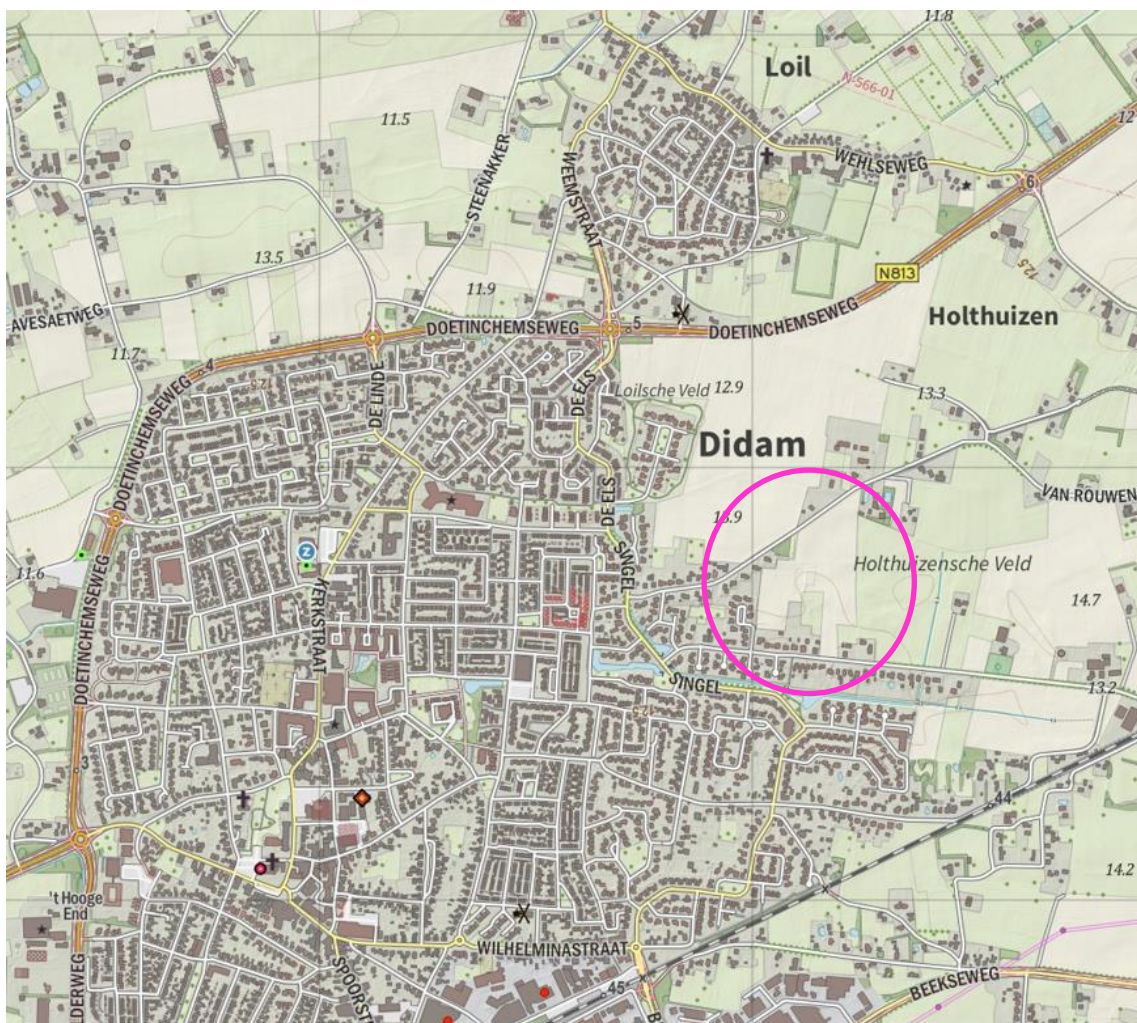 11.8
Loil
N-566-01
11.5
12
STEENAKKER
WEEMSTRAAT
WEHLSEWEG
6
13.5
12.5
N813
11.9
AVESAETWEG
DOETINCHEMSEWEG
5
DOETINCHEMSEWEG
Holthuizen
11.7
4
DE LINDE
DE ELS
Loilsche Veld
12.9
13.3
DOETINCHEMSEWEG
Didam
VAN ROUWEN
DE ELS
13.9
11.6
Z
SINGEL
Holthuizensche Veld
KERKSTRAAT
14.7
DOETINCHEMSEWEG
SINGEL
13.2
3
44
14.2
't Hooge
End
WILHELMINASTRAAT
LDERWEG
SPOORST
45
B
BEEKSEWEG